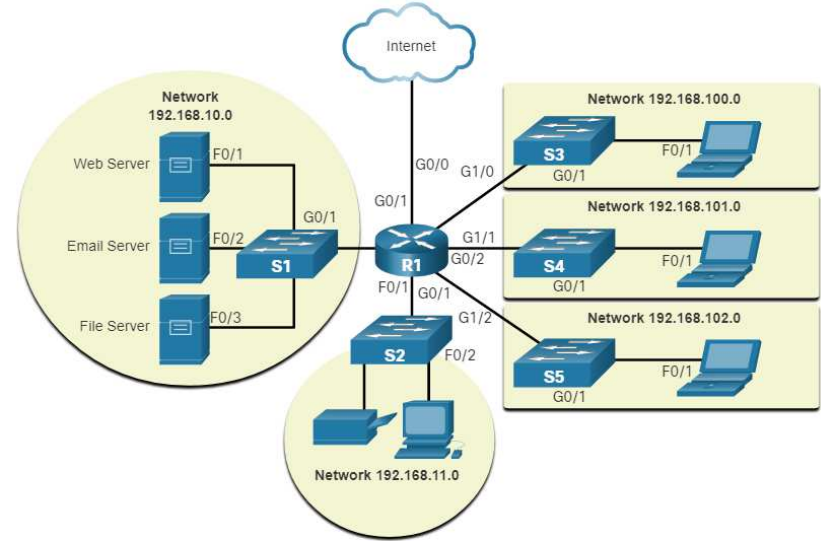 Internet
Network
192.168.10.0
Web Server
F0/1
Email Server
F0/2
File Server
F0/3
G0/1
S1
G0/1
G0/0
G1/0
R1
G1/1
G0/2
F0/1
G0/1
G1/2
S2
F0/2
Network 192.168.11.0
Network 192.168.100.0
S3
G0/1
F0/1
Network 192.168.101.0
S4
G0/1
F0/1
Network 192.168.102.0
S5
G0/1
F0/1